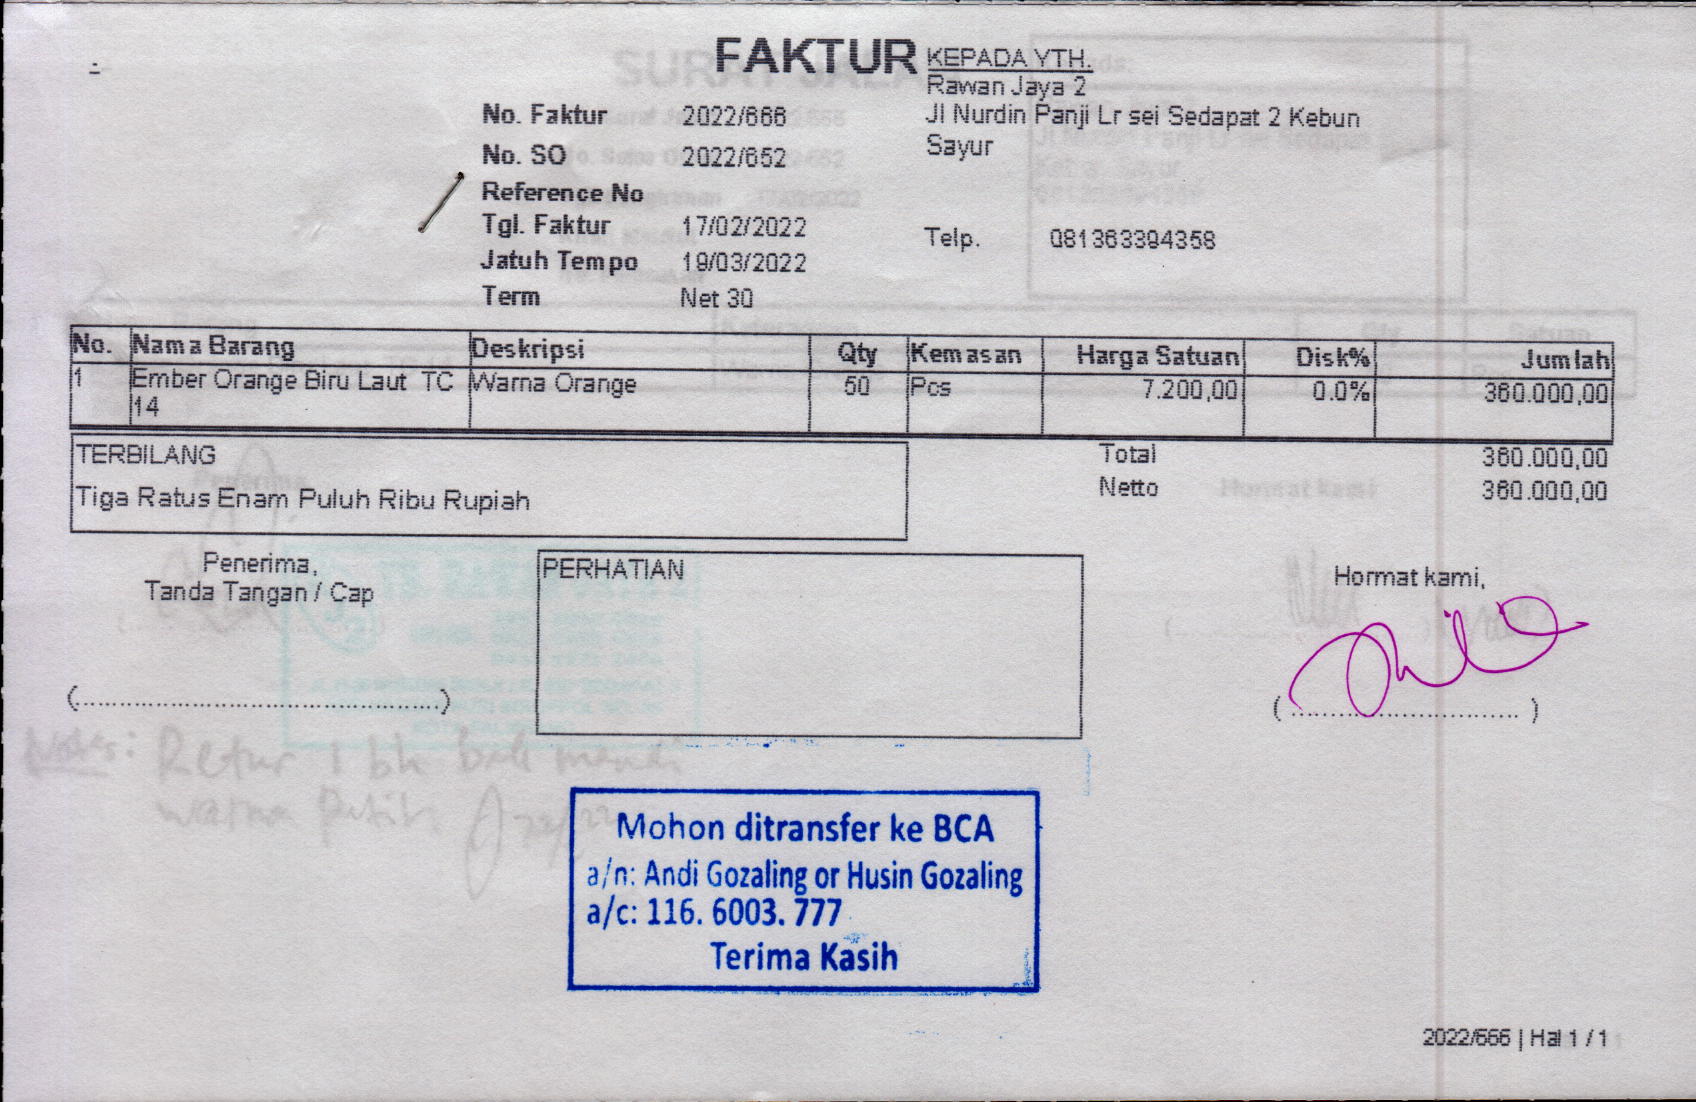 FAKTUR
KEPADA YTH.
Rawan Jaya 2
Jl Nurdin Panji Lr sei Sedapat 2 Kebun
Sayur
Telp. 081363394358
No. Faktur 2022/666
No. SO 2022/652
Reference No
Tgl. Faktur 17/02/2022
Jatuh Tempo 19/03/2022
Term Net 30
No. Nama Barang Deskripsi Qty Kemasan Harga Satuan Disk% Jumlah
1 Ember Orange Biru Laut TC Warna Orange 50 Pcs 7.200,00 0.0% 360.000,00
14
TERBILANG
Tiga Ratus Enam Puluh Ribu Rupiah
Total 360.000,00
Netto 360.000,00
Penerima,
Tanda Tangan / Cap
(....................................................)
PERHATIAN
Hormat kami,
(................................)
Notes: Retur 1 bh
warna Putih
Mohon ditransfer ke BCA
a/n: Andi Gozaling or Husin Gozaling
a/c: 116. 6003. 777
Terima Kasih
2022/666 | Hal 1 / 1